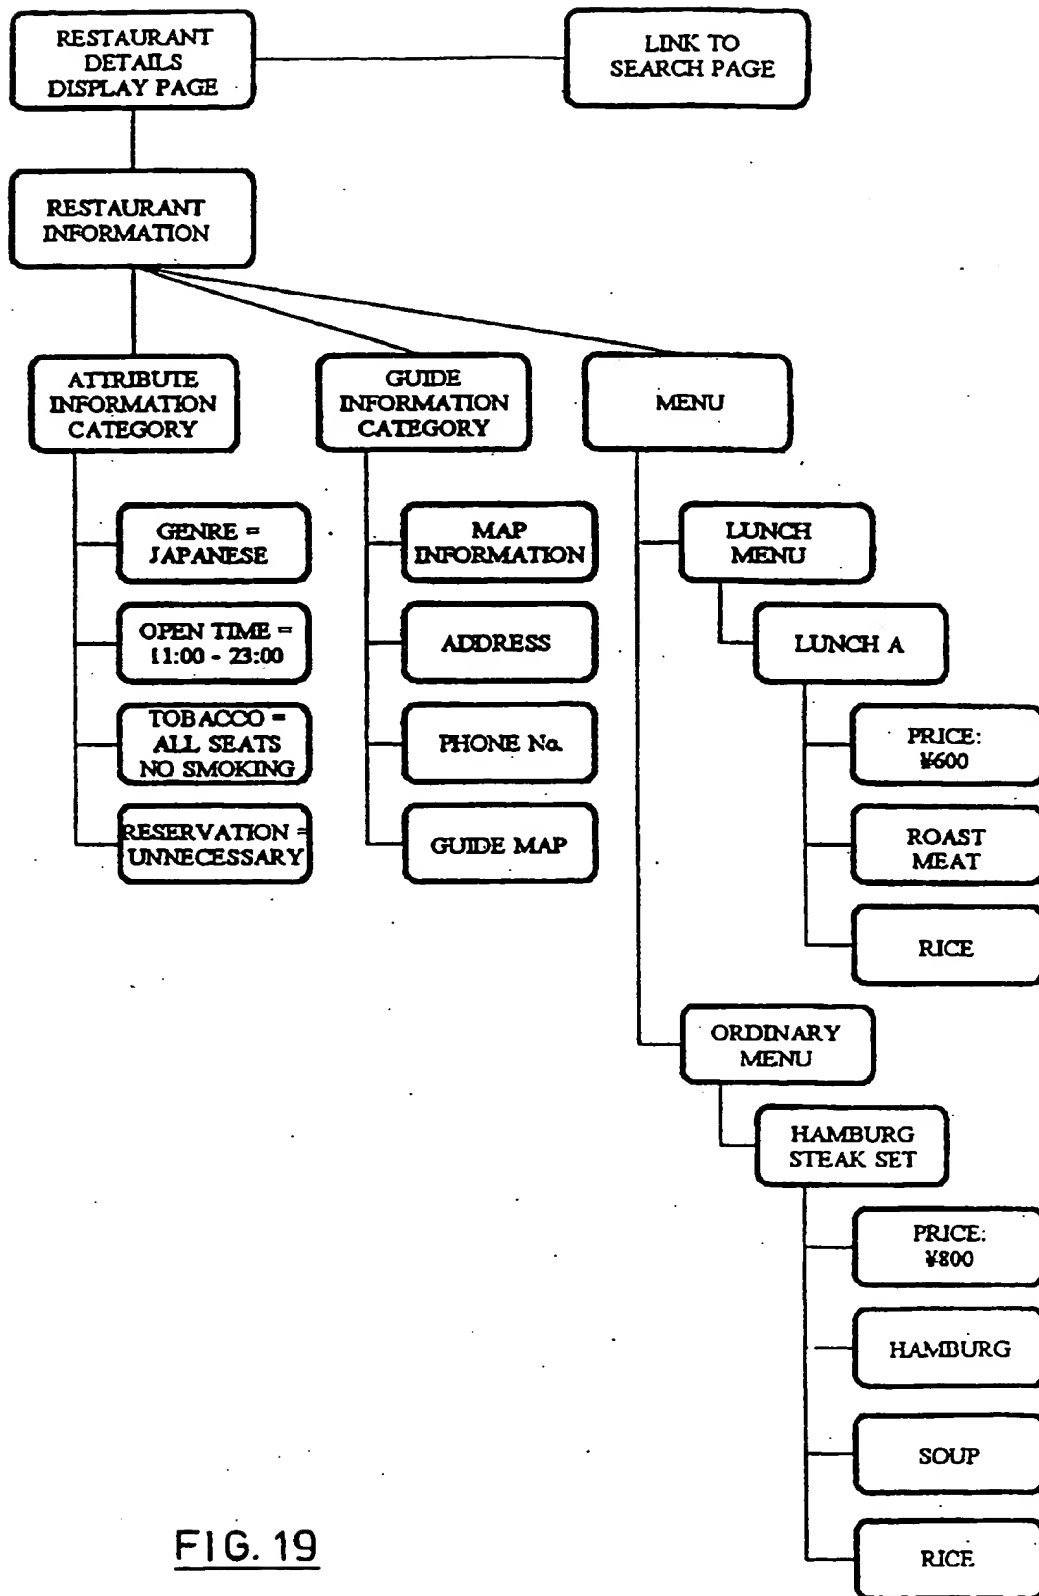 RESTAURANT
DETAILS
DISPLAY PAGE
LINK TO
SEARCH PAGE
RESTAURANT
INFORMATION
ATTRIBUTE
INFORMATION
CATEGORY
GUIDE
INFORMATION
CATEGORY
MENU
GENRE =
JAPANESE
OPEN TIME =
11:00 - 23:00
TOBACCO =
ALL SEATS
NO SMOKING
RESERVATION =
UNNECESSARY
MAP
INFORMATION
ADDRESS
PHONE No.
GUIDE MAP
LUNCH
MENU
LUNCH A
PRICE:
¥600
ROAST
MEAT
RICE
ORDINARY
MENU
HAMBURG
STEAK SET
PRICE:
¥800
HAMBURG
SOUP
RICE
FIG. 19